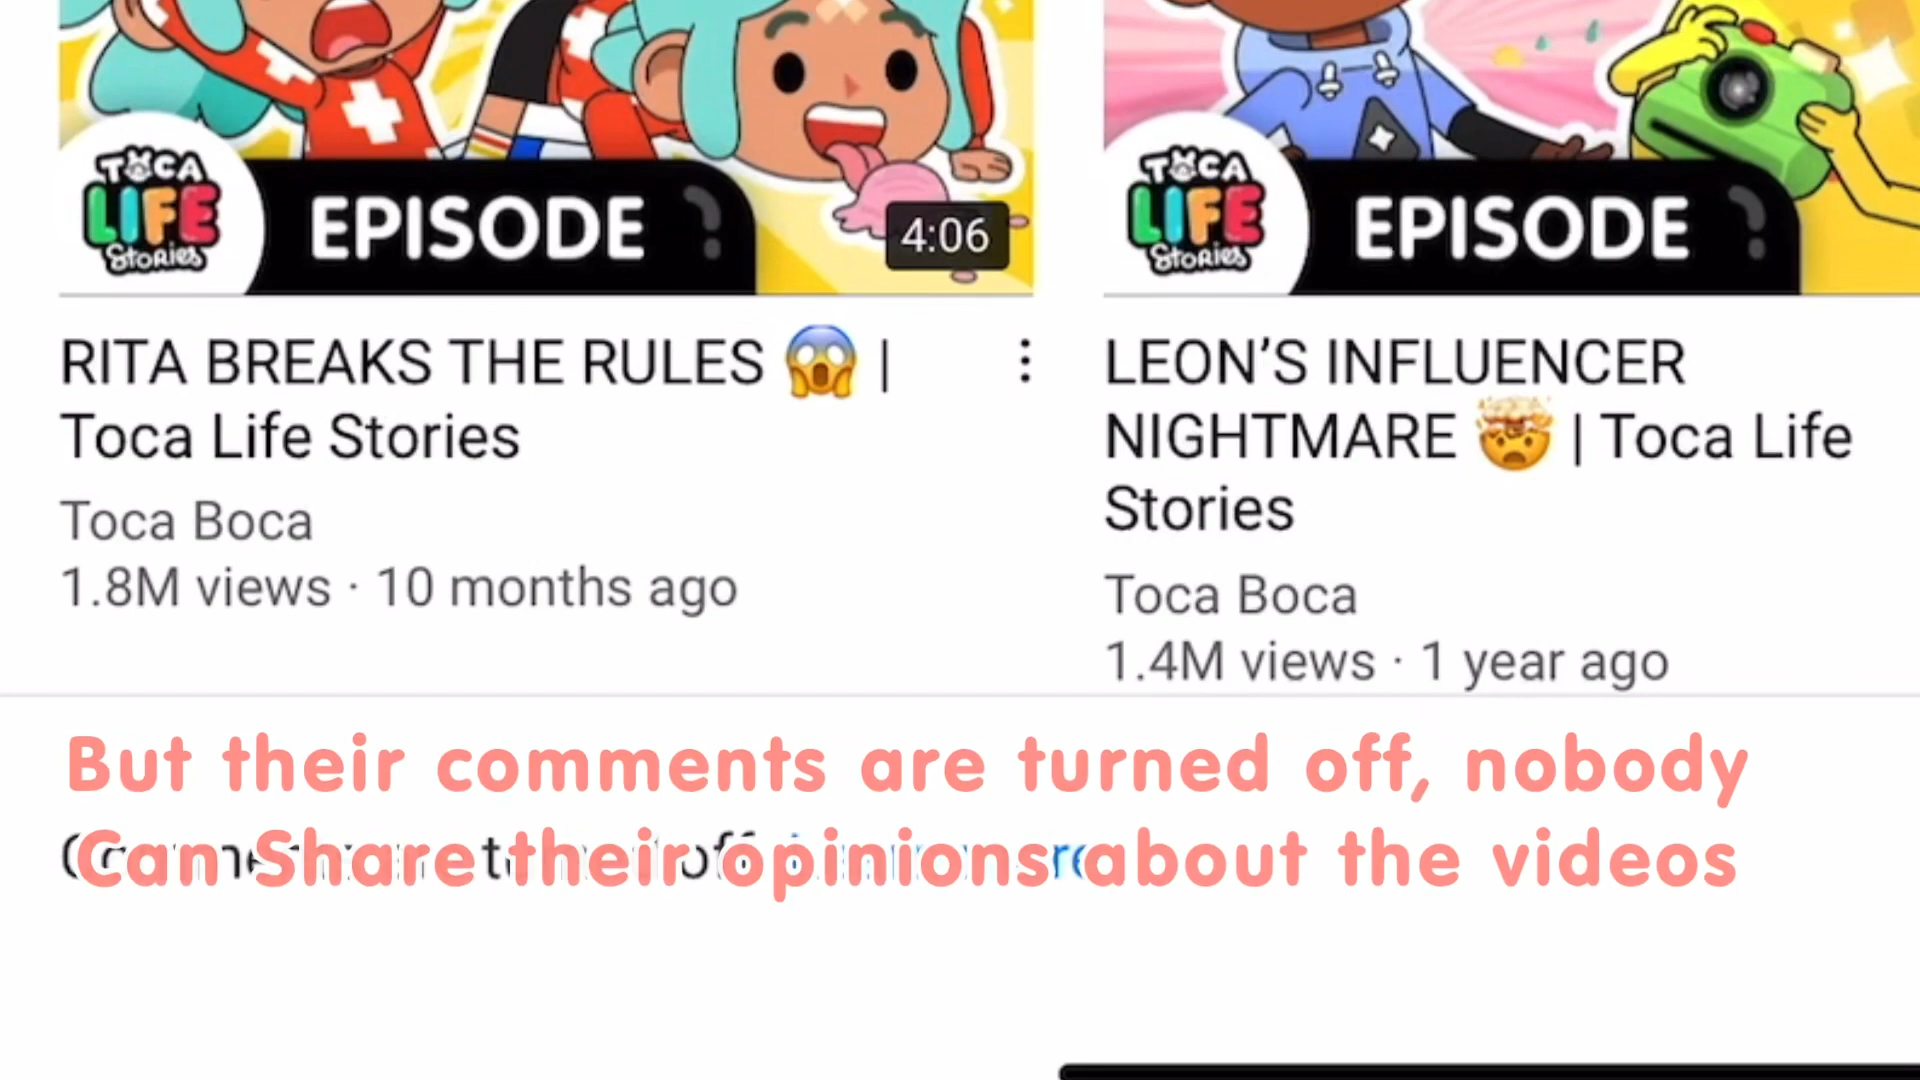 TOCA
LIFE
STORIES
EPISODE
4:06
TOCA
LIFE
STORIES
EPISODE
RITA BREAKS THE RULES 😱 |
Toca Life Stories
Toca Boca
1.8M views · 10 months ago
LEON’S INFLUENCER
NIGHTMARE 🤯 | Toca Life
Stories
Toca Boca
1.4M views · 1 year ago
But their comments are turned off, nobody
Can Share their opinions about the videos